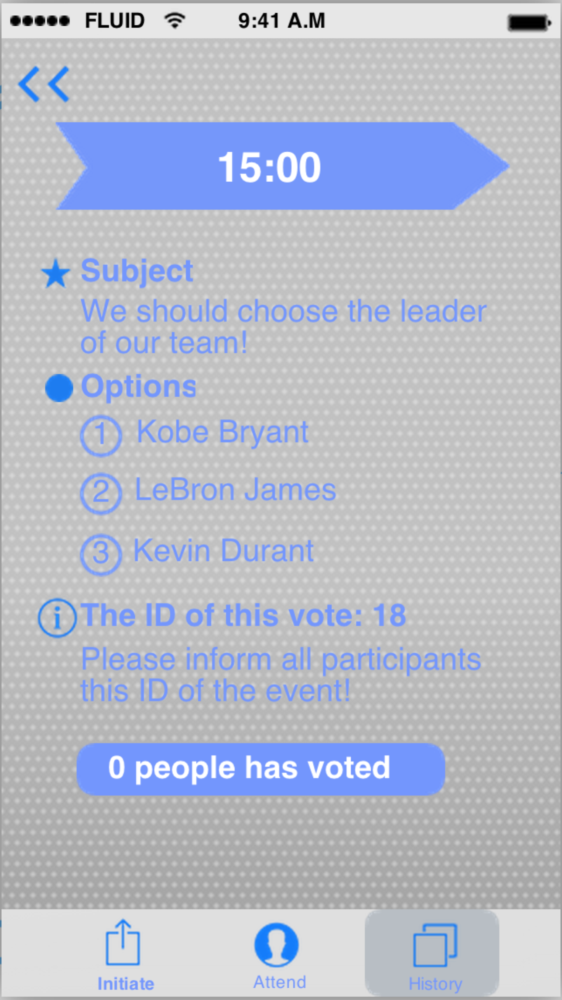 FLUID 9:41 A.M
15:00
Subject
We should choose the leader
of our team!
Options
1 Kobe Bryant
2 LeBron James
3 Kevin Durant
i The ID of this vote: 18
Please inform all participants
this ID of the event!
0 people has voted
Initiate Attend History